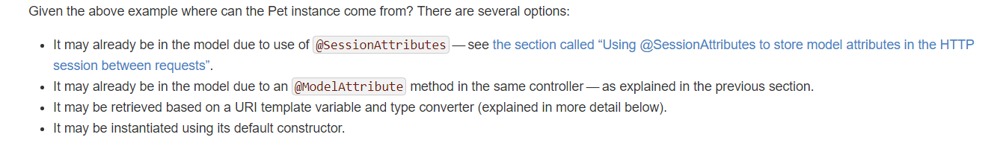 Given the above example where can the Pet instance come from? There are several options:
• It may already be in the model due to use of @SessionAttributes — see the section called “Using @SessionAttributes to store model attributes in the HTTP
session between requests”.
• It may already be in the model due to an @ModelAttribute method in the same controller — as explained in the previous section.
• It may be retrieved based on a URI template variable and type converter (explained in more detail below).
• It may be instantiated using its default constructor.